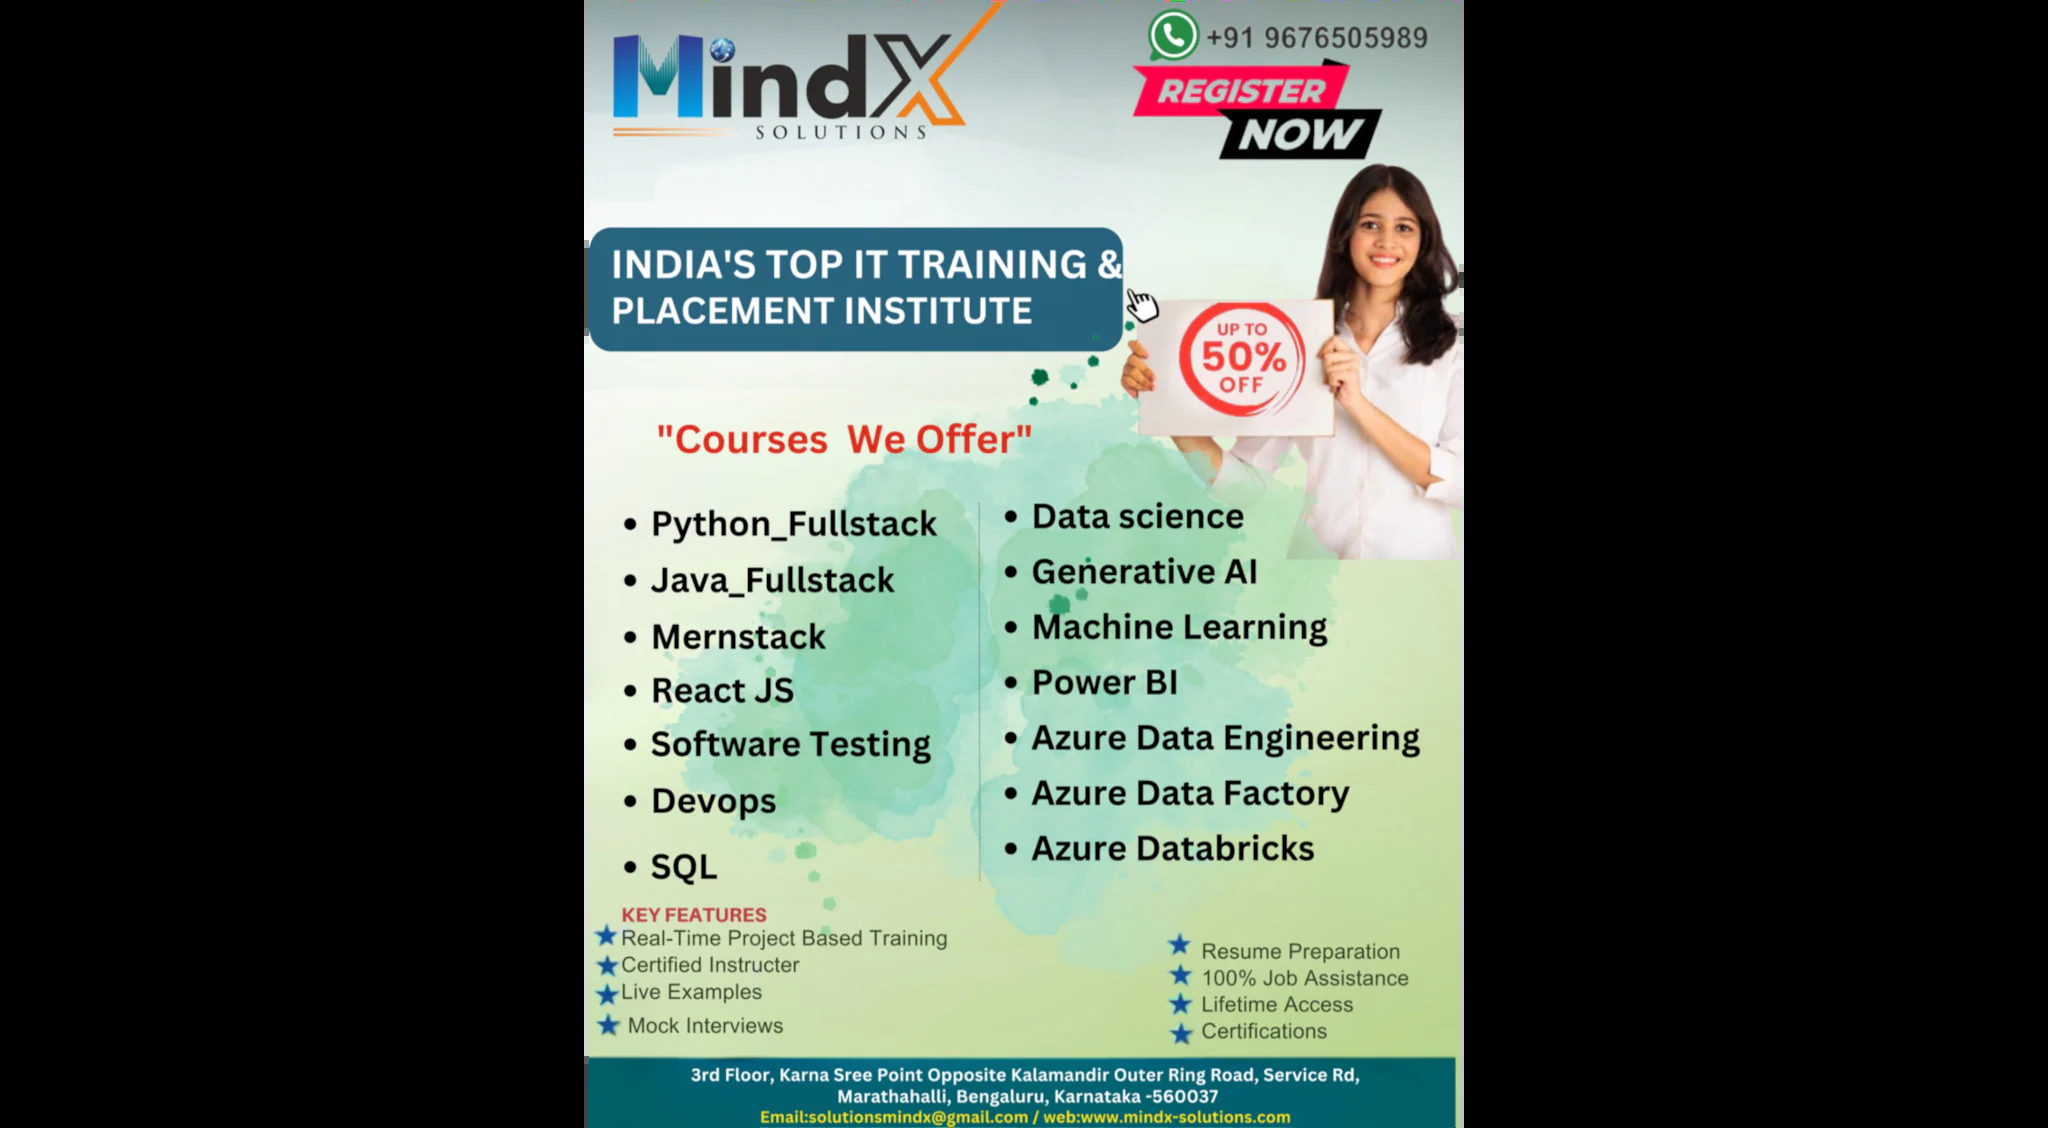 MindX
SOLUTIONS
+91 9676505989
REGISTER
NOW
INDIA'S TOP IT TRAINING &
PLACEMENT INSTITUTE
UP TO
50%
OFF
"Courses We Offer"
Python_Fullstack
Java_Fullstack
Mernstack
React JS
Software Testing
Devops
SQL
Data science
Generative AI
Machine Learning
Power BI
Azure Data Engineering
Azure Data Factory
Azure Databricks
KEY FEATURES
Real-Time Project Based Training
Certified Instructer
Live Examples
Mock Interviews
Resume Preparation
100% Job Assistance
Lifetime Access
Certifications
3rd Floor, Karna Sree Point Opposite Kalamandir Outer Ring Road, Service Rd,
Marathahalli, Bengaluru, Karnataka -560037
Email:solutionsmindx@gmail.com / web:www.mindx-solutions.com